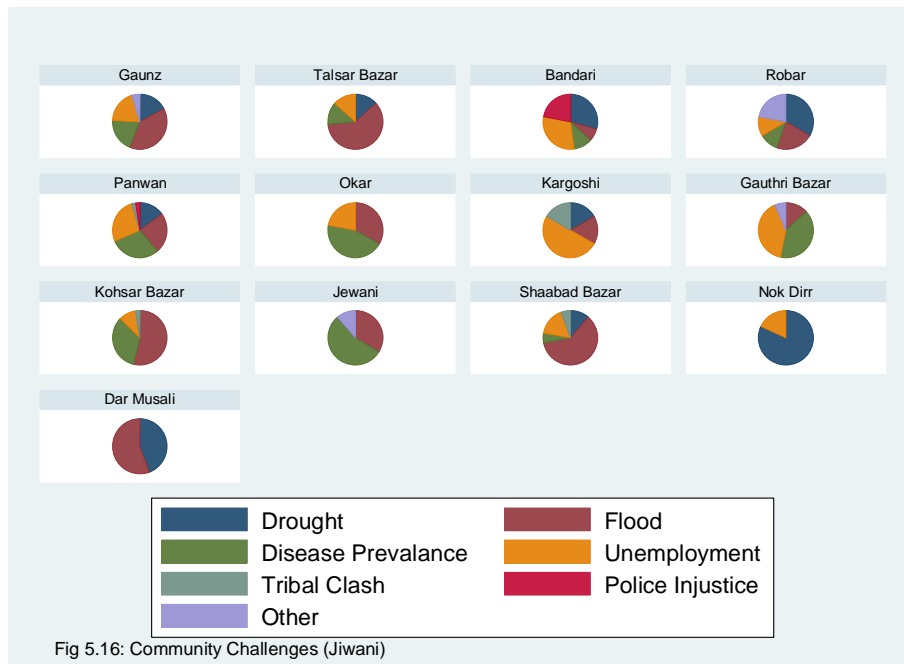 Gaunz
Talsar Bazar
Bandari
Robar
Panwan
Okar
Kargoshi
Gauthri Bazar
Kohsar Bazar
Jewani
Shaabad Bazar
Nok Dirr
Dar Musali
Drought
Flood
Disease Prevalance
Unemployment
Tribal Clash
Police Injustice
Other
Fig 5.16: Community Challenges (Jiwani)